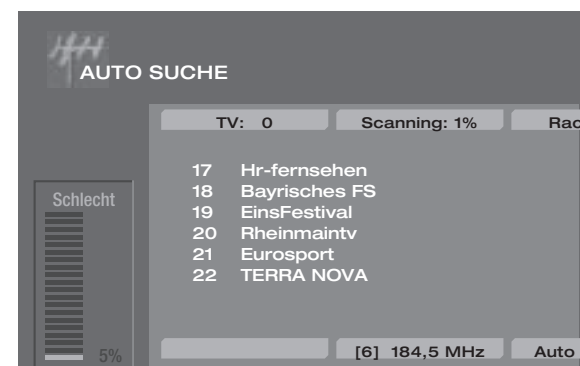 AUTO SUCHE
TV: 0 Scanning: 1% Rad
17 Hr-fernsehen
18 Bayrisches FS
19 EinsFestival
20 Rheinmaintv
21 Eurosport
22 TERRA NOVA
Schlecht
5%
[6] 184,5 MHz Auto